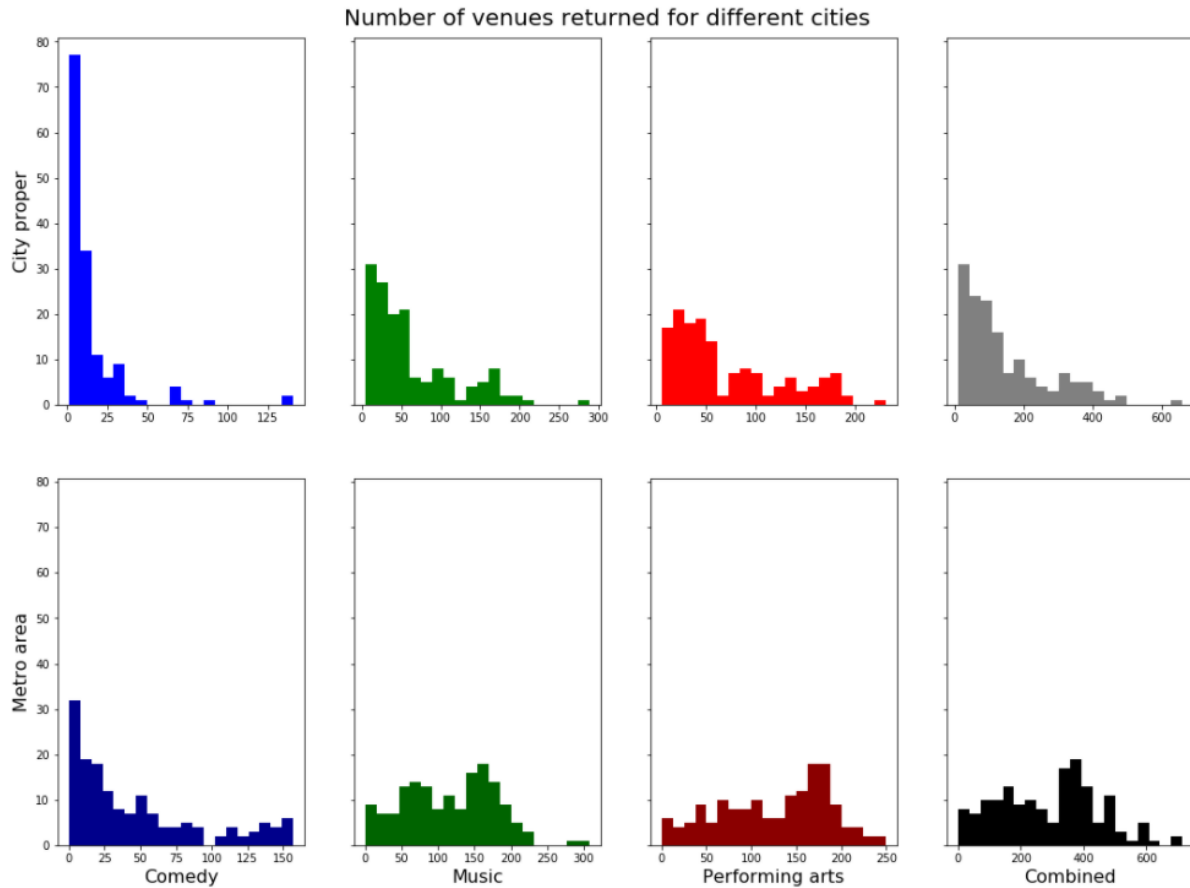 Number of venues returned for different cities
80
70
60
50
40
30
20
10
0
City proper
0 25 50 75 100 125
0 50 100 150 200 250 300
0 50 100 150 200
0 200 400 600
80
70
60
50
40
30
20
10
0
Metro area
0 25 50 75 100 125 150
0 50 100 150 200 250 300
0 50 100 150 200 250
0 200 400 600
Comedy
Music
Performing arts
Combined